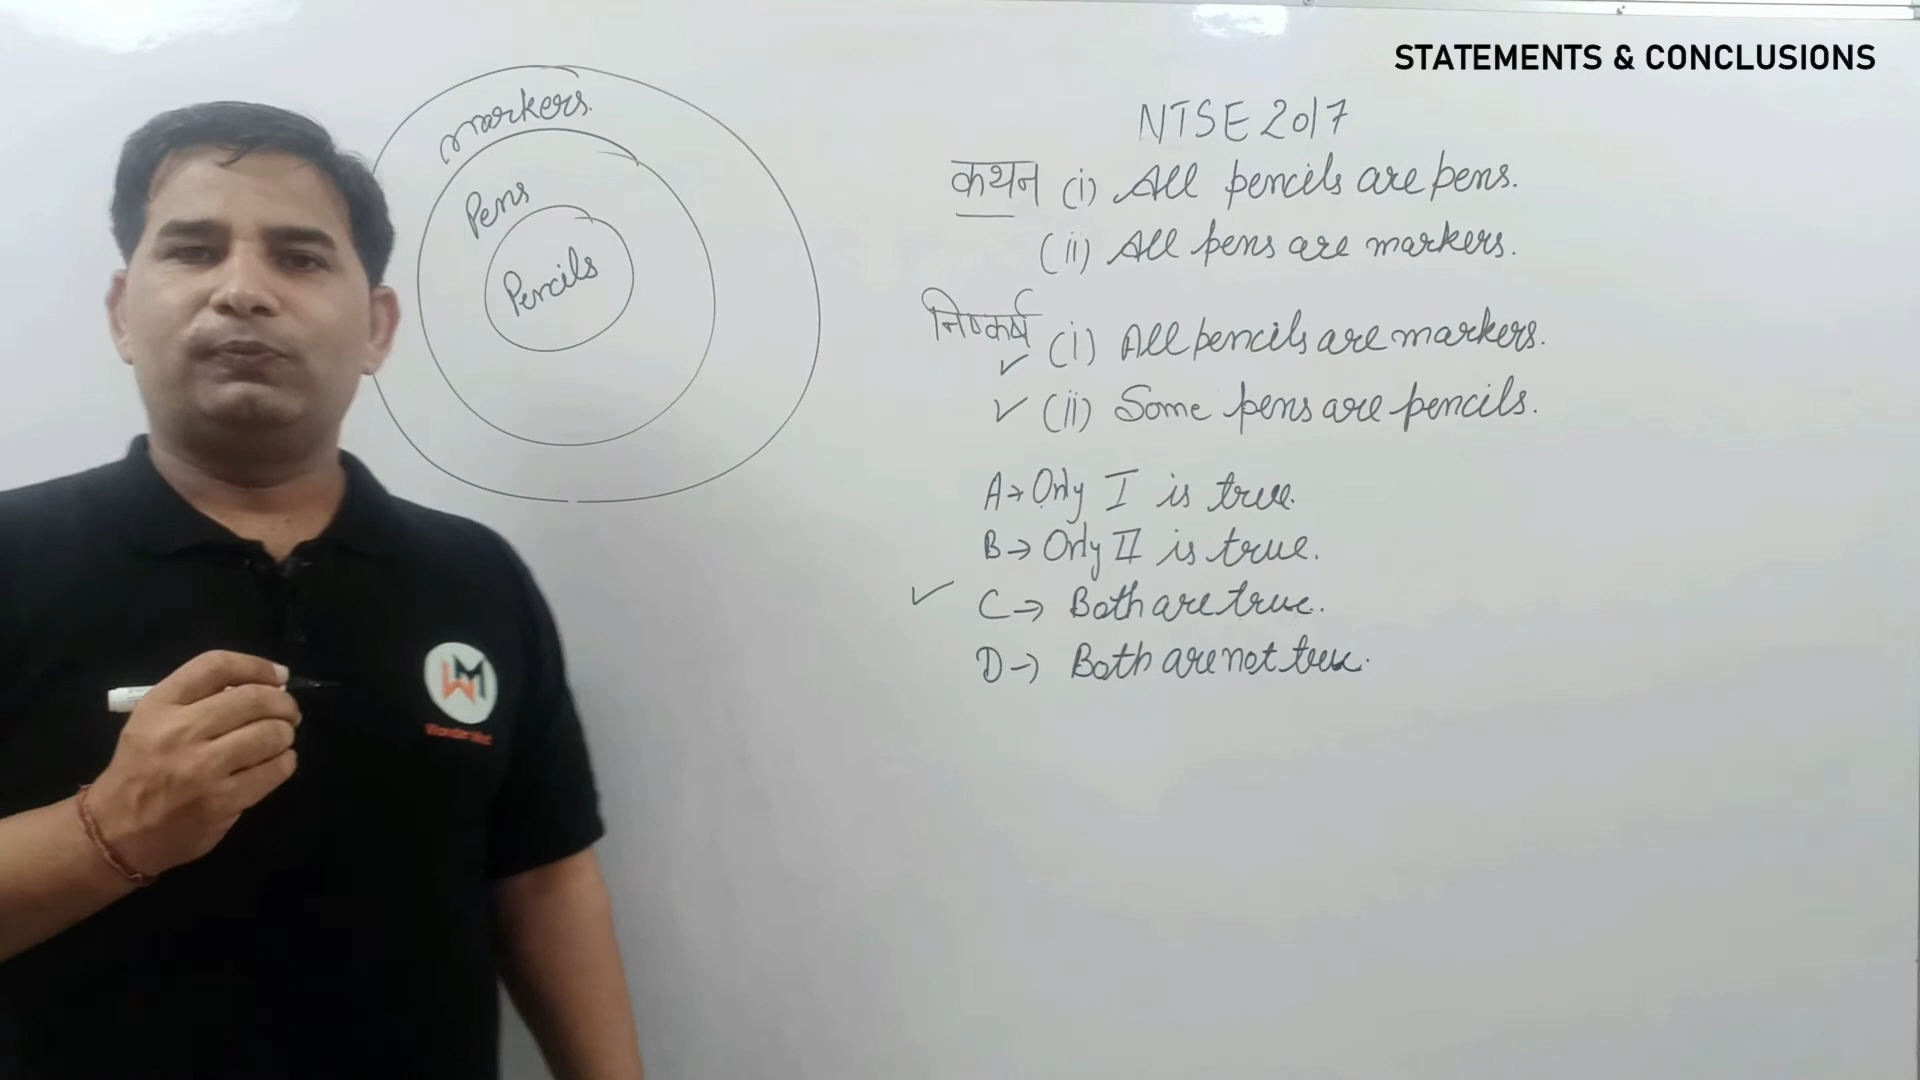 STATEMENTS & CONCLUSIONS
markers.
Pens
Pencils
NTSE 2017
कथन (i) All pencils are pens.
(ii) All pens are markers.
निष्कर्ष (i) All pencils are markers.
✓ (ii) Some pens are pencils.
A → Only I is true.
B → Only II is true.
✓ C → Both are true.
D → Both are not true.
WM